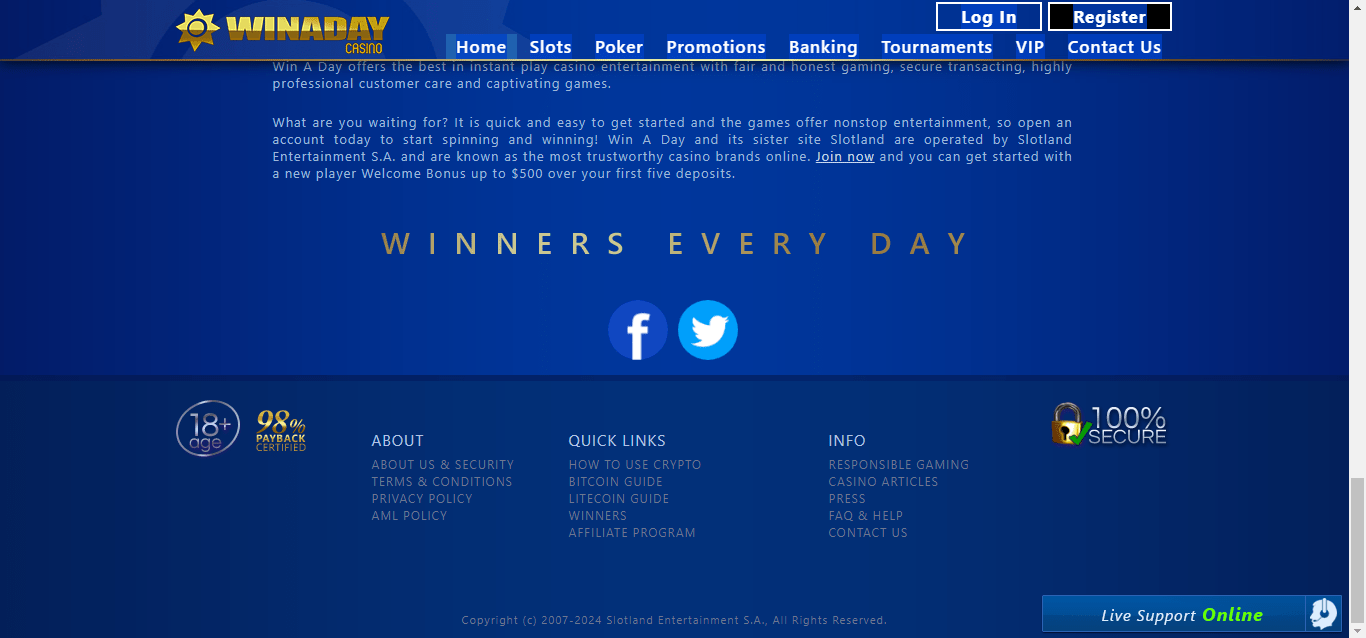 WINADAY
CASINO
Log In
Register
Home Slots Poker Promotions Banking Tournaments VIP Contact Us
Win A Day offers the best in instant play casino entertainment with fair and honest gaming, secure transacting, highly
professional customer care and captivating games.
What are you waiting for? It is quick and easy to get started and the games offer nonstop entertainment, so open an
account today to start spinning and winning! Win A Day and its sister site Slotland are operated by Slotland
Entertainment S.A. and are known as the most trustworthy casino brands online. Join now and you can get started with
a new player Welcome Bonus up to $500 over your first five deposits.
WINNERS EVERY DAY
18+
age
98%
PAYBACK
CERTIFIED
ABOUT
ABOUT US & SECURITY
TERMS & CONDITIONS
PRIVACY POLICY
AML POLICY
QUICK LINKS
HOW TO USE CRYPTO
BITCOIN GUIDE
LITECOIN GUIDE
WINNERS
AFFILIATE PROGRAM
INFO
RESPONSIBLE GAMING
CASINO ARTICLES
PRESS
FAQ & HELP
CONTACT US
100%
SECURE
Copyright (c) 2007-2024 Slotland Entertainment S.A., All Rights Reserved.
Live Support Online